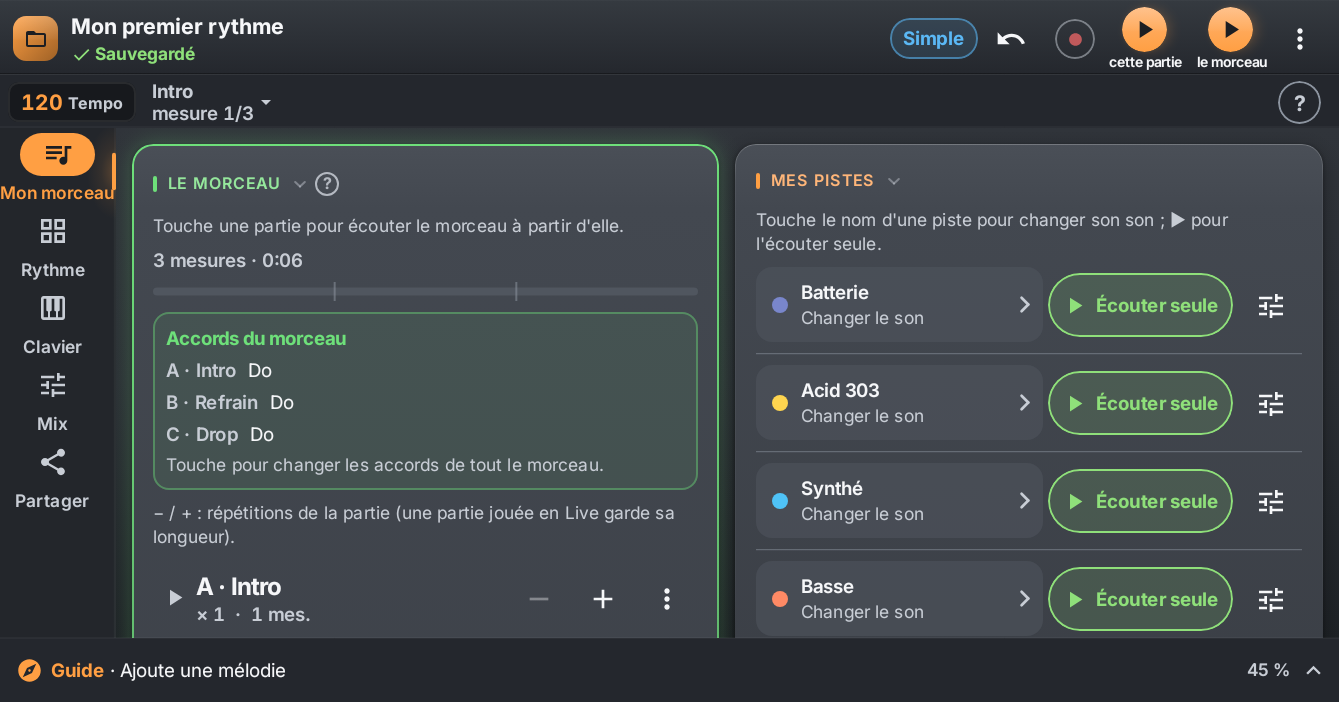 Mon premier rythme
Sauvegardé
Simple
cette partie
le morceau
120 Tempo
Intro
mesure 1/3
?
Mon morceau
Rythme
Clavier
Mix
Partager
LE MORCEAU
?
Touche une partie pour écouter le morceau à partir d'elle.
3 mesures · 0:06
Accords du morceau
A · Intro Do
B · Refrain Do
C · Drop Do
Touche pour changer les accords de tout le morceau.
− / + : répétitions de la partie (une partie jouée en Live garde sa
longueur).
A · Intro
× 1 · 1 mes.
MES PISTES
Touche le nom d'une piste pour changer son son ; ▶ pour
l'écouter seule.
Batterie
Changer le son
Écouter seule
Acid 303
Changer le son
Écouter seule
Synthé
Changer le son
Écouter seule
Basse
Changer le son
Écouter seule
Guide · Ajoute une mélodie
45 %